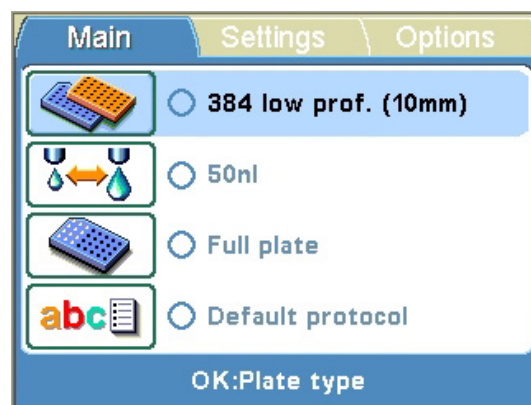 Main Settings Options
384 low prof. (10mm)
50nl
Full plate
abc Default protocol
OK:Plate type